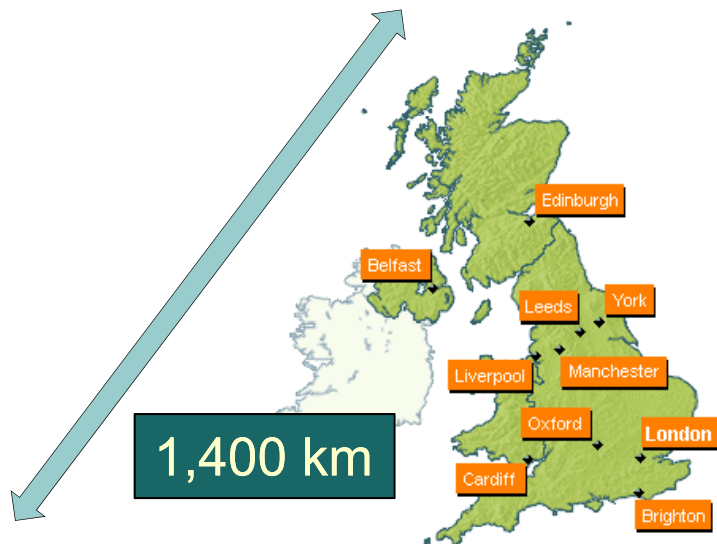 Edinburgh
Belfast
York
Leeds
Manchester
Liverpool
Oxford
London
1,400 km
Cardiff
Brighton